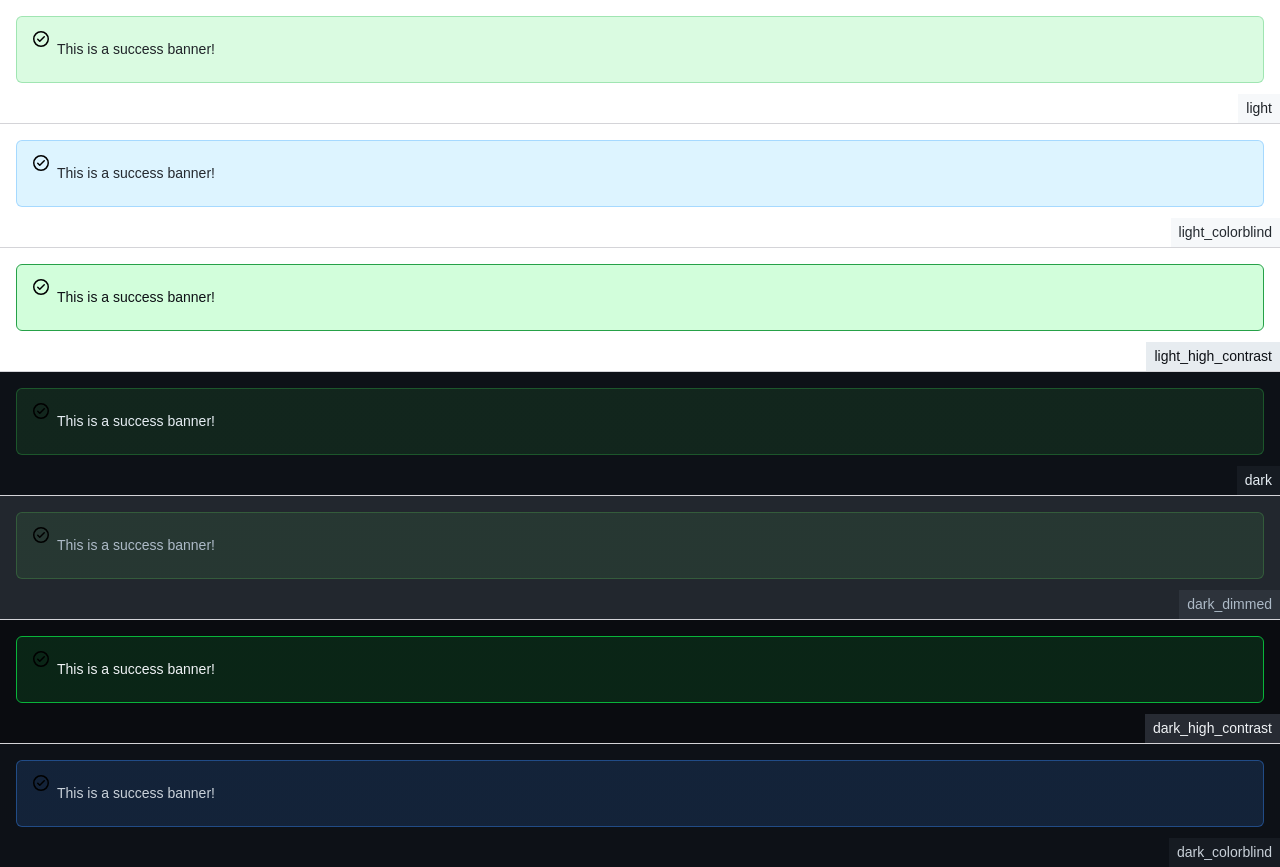 This is a success banner!
light
This is a success banner!
light_colorblind
This is a success banner!
light_high_contrast
This is a success banner!
dark
This is a success banner!
dark_dimmed
This is a success banner!
dark_high_contrast
This is a success banner!
dark_colorblind